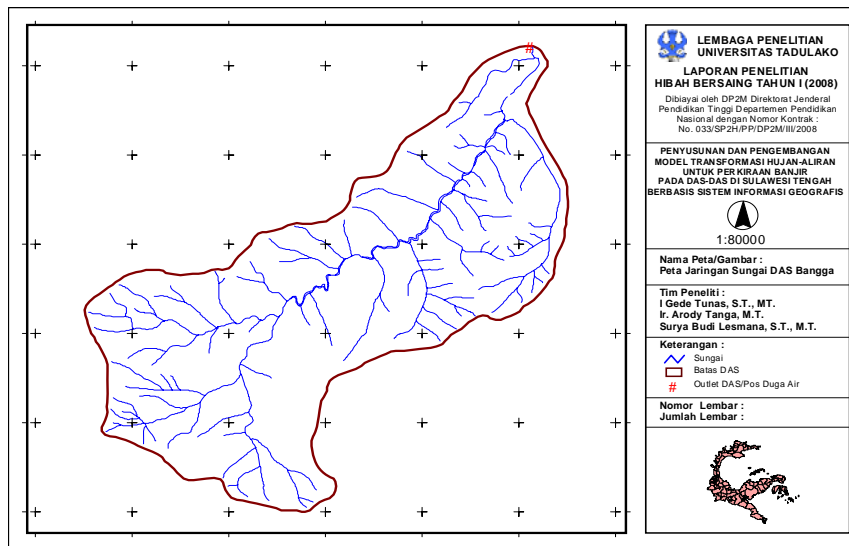 #
LEMBAGA PENELITIAN
UNIVERSITAS TADULAKO
LAPORAN PENELITIAN
HIBAH BERSAING TAHUN I (2008)
Dibiayai oleh DP2M Direktorat Jenderal
Pendidikan Tinggi Departemen Pendidikan
Nasional dengan Nomor Kontrak :
No. 033/SP2H/PP/DP2M/III/2008
PENYUSUNAN DAN PENGEMBANGAN
MODEL TRANSFORMASI HUJAN-ALIRAN
UNTUK PERKIRAAN BANJIR
PADA DAS-DAS DI SULAWESI TENGAH
BERBASIS SISTEM INFORMASI GEOGRAFIS
1:80000
Nama Peta/Gambar :
Peta Jaringan Sungai DAS Bangga
Tim Peneliti :
I Gede Tunas, S.T., MT.
Ir. Arody Tanga, M.T.
Surya Budi Lesmana, S.T., M.T.
Keterangan :
Sungai
Batas DAS
# Outlet DAS/Pos Duga Air
Nomor Lembar :
Jumlah Lembar :